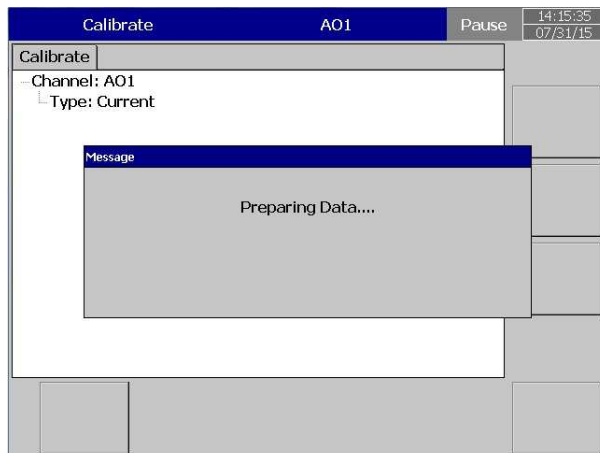 Calibrate AO1 Pause 14:15:35
07/31/15
Calibrate
Channel: AO1
Type: Current
Message
Preparing Data....